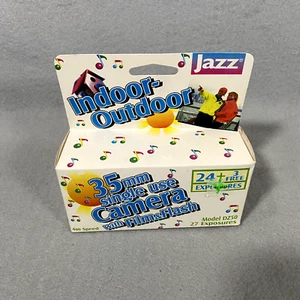 Jazz®
Indoor-
Outdoor
35mm
single use
Camera
with Film&Flash
24+ 3
FREE
EXPOSURES
400 Speed
Model DZ50
27 Exposures